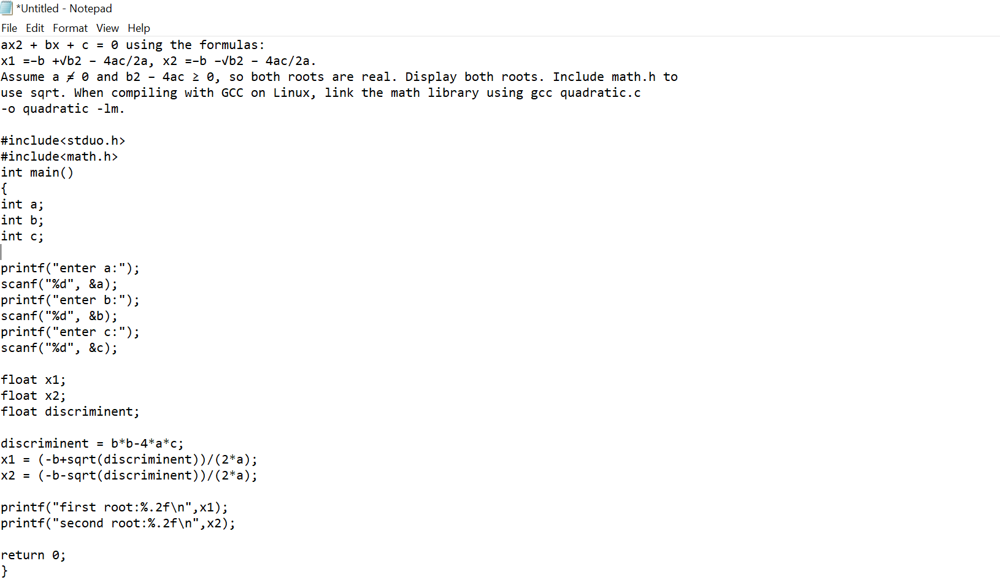 *Untitled - Notepad
File Edit Format View Help
ax2 + bx + c = 0 using the formulas:
x1 =−b +√b2 − 4ac/2a, x2 =−b −√b2 − 4ac/2a.
Assume a ≠ 0 and b2 − 4ac ≥ 0, so both roots are real. Display both roots. Include math.h to
use sqrt. When compiling with GCC on Linux, link the math library using gcc quadratic.c
-o quadratic -lm.
#include<stduo.h>
#include<math.h>
int main()
{
int a;
int b;
int c;
printf("enter a:");
scanf("%d", &a);
printf("enter b:");
scanf("%d", &b);
printf("enter c:");
scanf("%d", &c);
float x1;
float x2;
float discriminent;
discriminent = b*b-4*a*c;
x1 = (-b+sqrt(discriminent))/(2*a);
x2 = (-b-sqrt(discriminent))/(2*a);
printf("first root:%.2f\n",x1);
printf("second root:%.2f\n",x2);
return 0;
}